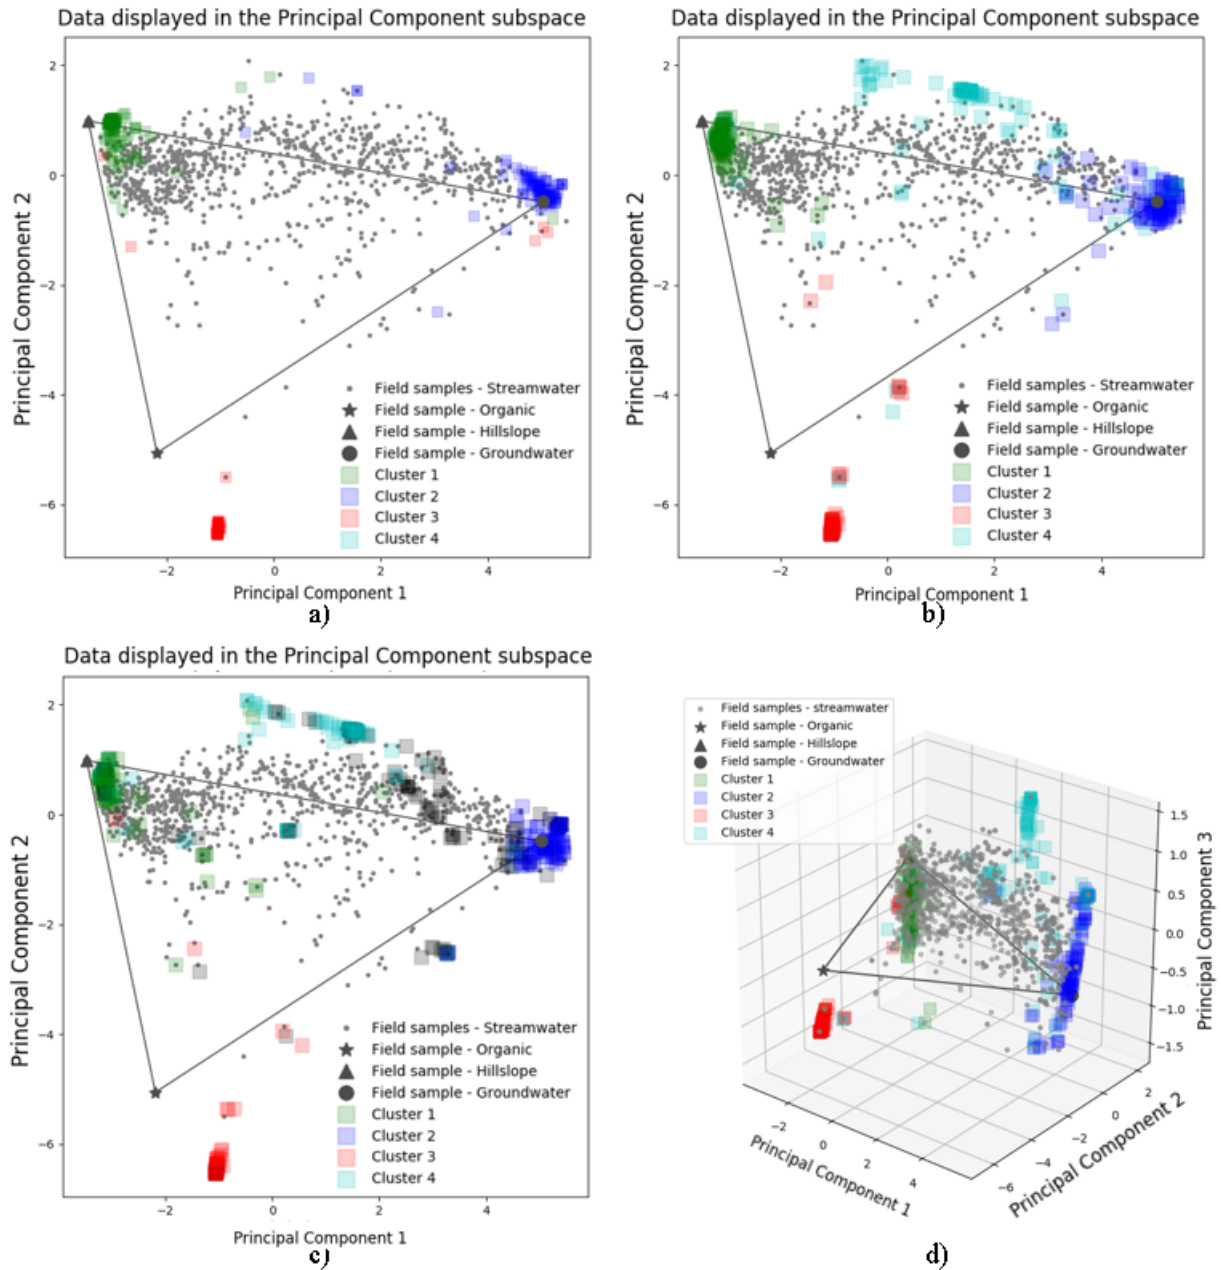 Data displayed in the Principal Component subspace
2
0
−2
−4
−6
Principal Component 2
Field samples - Streamwater
Field sample - Organic
Field sample - Hillslope
Field sample - Groundwater
Cluster 1
Cluster 2
Cluster 3
Cluster 4
−2
0
2
4
Principal Component 1
a)
Data displayed in the Principal Component subspace
2
0
−2
−4
−6
Principal Component 2
Field samples - Streamwater
Field sample - Organic
Field sample - Hillslope
Field sample - Groundwater
Cluster 1
Cluster 2
Cluster 3
Cluster 4
−2
0
2
4
Principal Component 1
b)
Data displayed in the Principal Component subspace
2
0
−2
−4
−6
Principal Component 2
Field samples - Streamwater
Field sample - Organic
Field sample - Hillslope
Field sample - Groundwater
Cluster 1
Cluster 2
Cluster 3
Cluster 4
−2
0
2
4
Principal Component 1
c)
Field samples - streamwater
Field sample - Organic
Field sample - Hillslope
Field sample - Groundwater
Cluster 1
Cluster 2
Cluster 3
Cluster 4
1.5
1.0
0.5
0.0
−0.5
−1.0
−1.5
Principal Component 3
2
0
−2
−4
−6
Principal Component 2
−2
0
2
4
Principal Component 1
d)